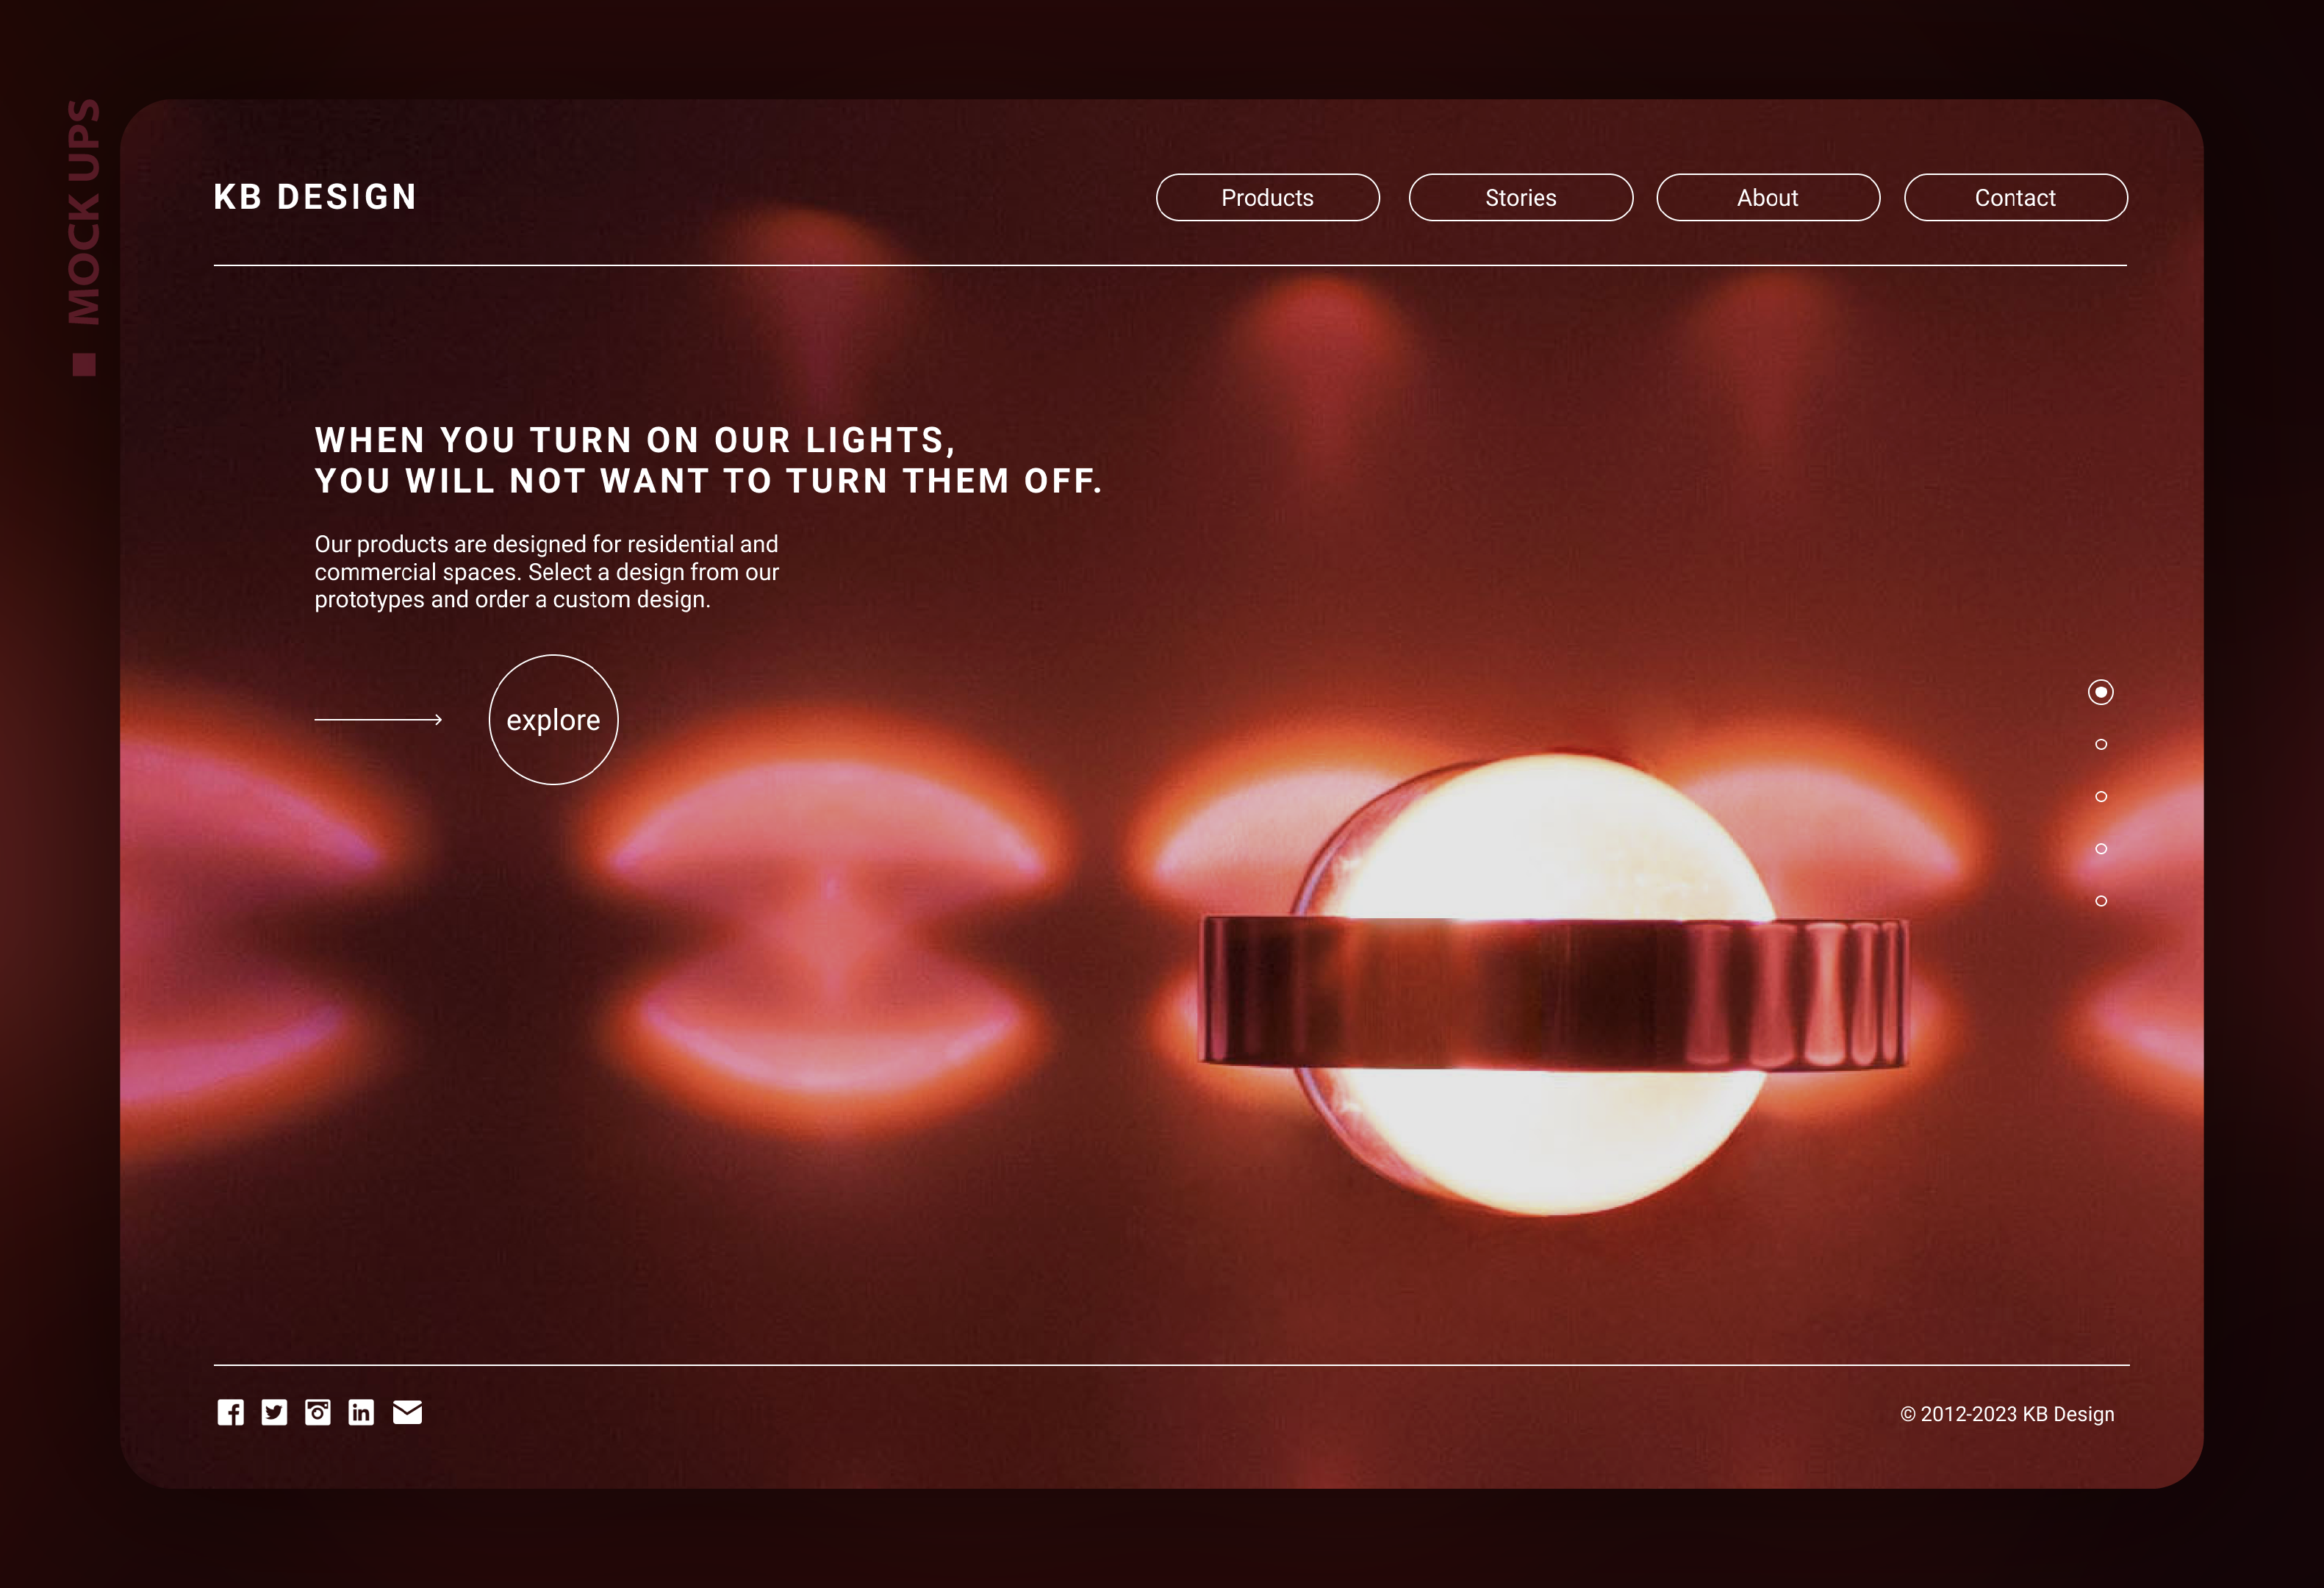 MOCK UPS
KB DESIGN
Products
Stories
About
Contact
WHEN YOU TURN ON OUR LIGHTS,
YOU WILL NOT WANT TO TURN THEM OFF.
Our products are designed for residential and
commercial spaces. Select a design from our
prototypes and order a custom design.
explore
© 2012-2023 KB Design